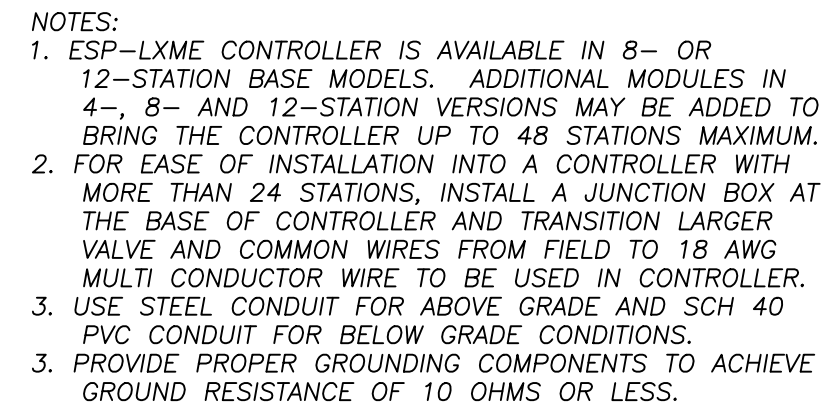 NOTES:
1. ESP-LXME CONTROLLER IS AVAILABLE IN 8- OR
12-STATION BASE MODELS. ADDITIONAL MODULES IN
4-, 8- AND 12-STATION VERSIONS MAY BE ADDED TO
BRING THE CONTROLLER UP TO 48 STATIONS MAXIMUM.
2. FOR EASE OF INSTALLATION INTO A CONTROLLER WITH
MORE THAN 24 STATIONS, INSTALL A JUNCTION BOX AT
THE BASE OF CONTROLLER AND TRANSITION LARGER
VALVE AND COMMON WIRES FROM FIELD TO 18 AWG
MULTI CONDUCTOR WIRE TO BE USED IN CONTROLLER.
3. USE STEEL CONDUIT FOR ABOVE GRADE AND SCH 40
PVC CONDUIT FOR BELOW GRADE CONDITIONS.
3. PROVIDE PROPER GROUNDING COMPONENTS TO ACHIEVE
GROUND RESISTANCE OF 10 OHMS OR LESS.